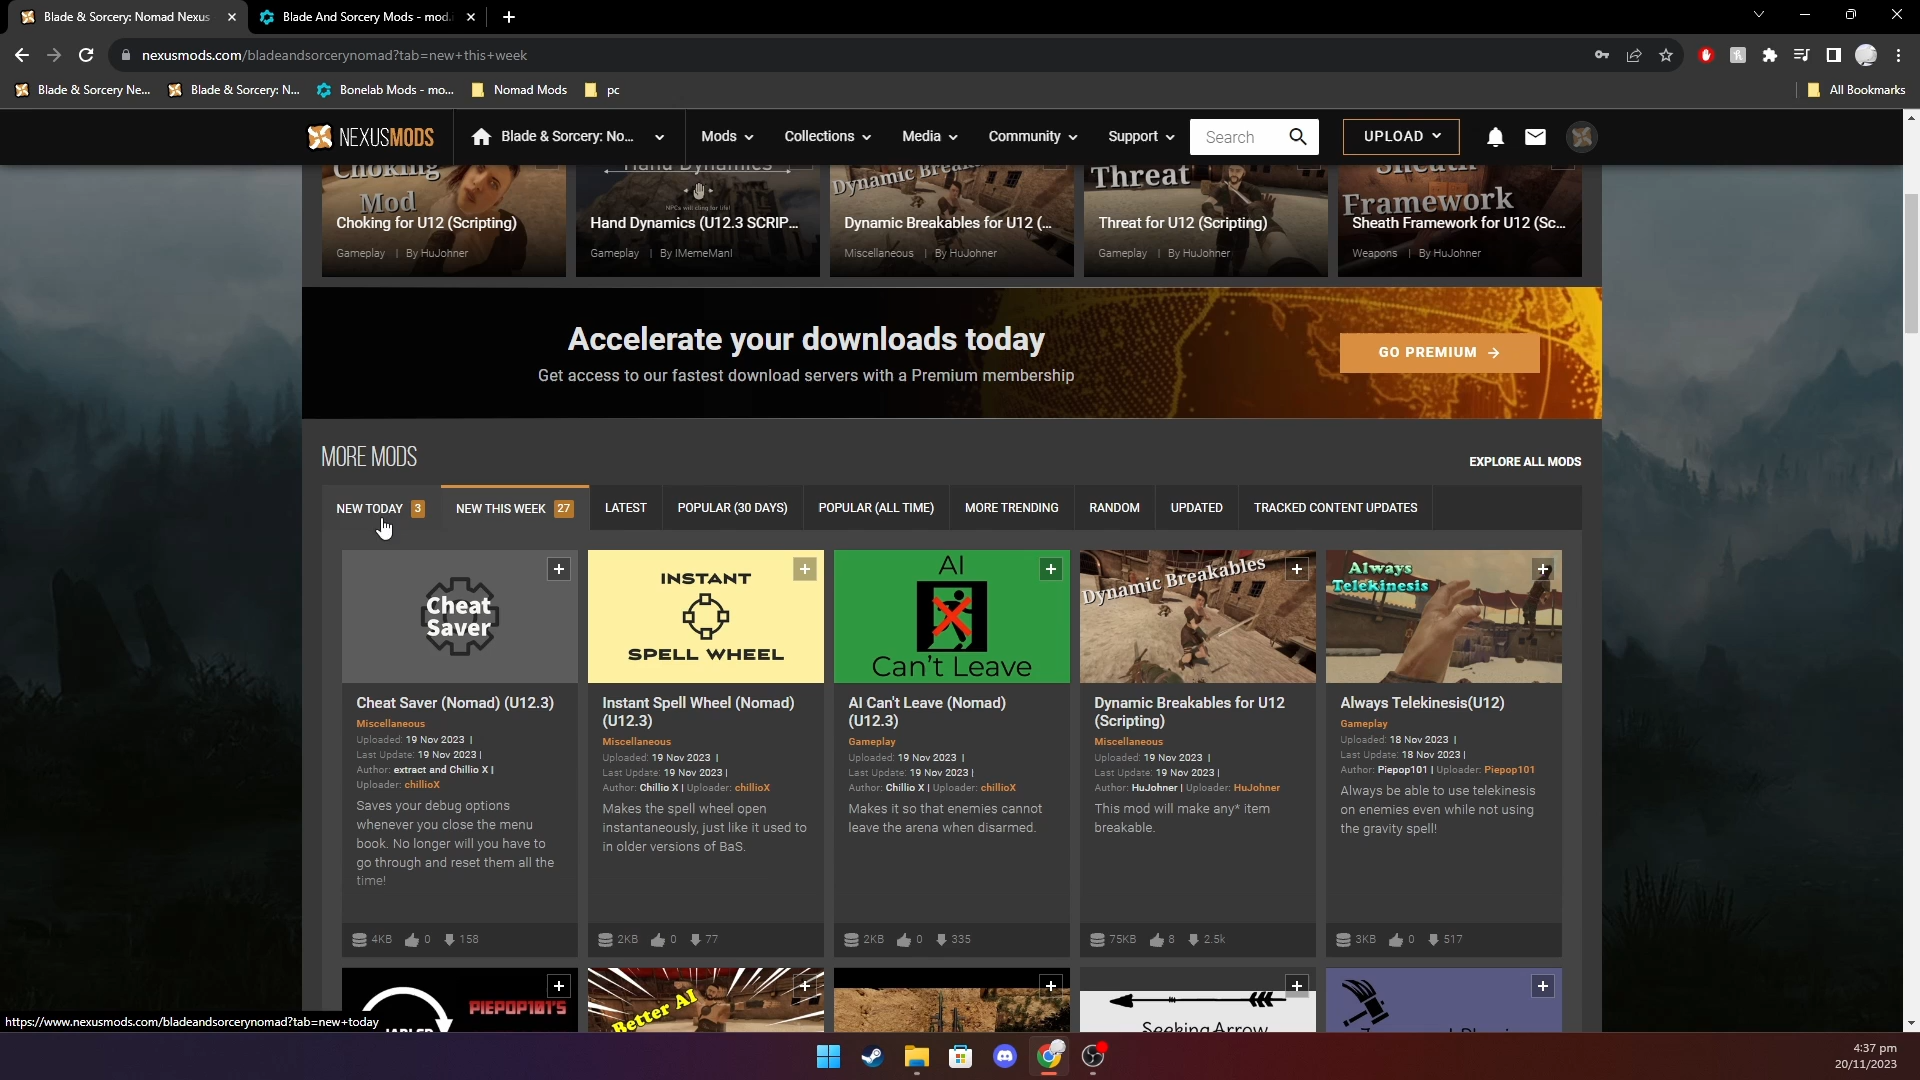 Blade & Sorcery: Nomad Nexus
Blade And Sorcery Mods - mod.
nexusmods.com/bladeandsorcerynomad?tab=new+this+week
Blade & Sorcery Ne...
Blade & Sorcery: N...
Bonelab Mods - mo...
Nomad Mods
pc
All Bookmarks
NEXUSMODS
Blade & Sorcery: No...
Mods
Collections
Media
Community
Support
Search
UPLOAD
Choking
Mod
Choking for U12 (Scripting)
Gameplay | By HuJohner
Hand Dynamics
NPCs will cling for life!
Hand Dynamics (U12.3 SCRIP...
Gameplay | By IMemeManI
Dynamic Breakables for U12 (...
Miscellaneous | By HuJohner
Threat
Threat for U12 (Scripting)
Gameplay | By HuJohner
Sheath
Framework
Sheath Framework for U12 (Sc...
Weapons | By HuJohner
Accelerate your downloads today
Get access to our fastest download servers with a Premium membership
GO PREMIUM
MORE MODS
EXPLORE ALL MODS
NEW TODAY 3
NEW THIS WEEK 27
LATEST
POPULAR (30 DAYS)
POPULAR (ALL TIME)
MORE TRENDING
RANDOM
UPDATED
TRACKED CONTENT UPDATES
Cheat
Saver
Cheat Saver (Nomad) (U12.3)
Miscellaneous
Uploaded: 19 Nov 2023 |
Last Update: 19 Nov 2023 |
Author: extract and Chillio X |
Uploader: chillioX
Saves your debug options
whenever you close the menu
book. No longer will you have to
go through and reset them all the
time!
4KB 0 158
INSTANT
SPELL WHEEL
Instant Spell Wheel (Nomad)
(U12.3)
Miscellaneous
Uploaded: 19 Nov 2023 |
Last Update: 19 Nov 2023 |
Author: Chillio X | Uploader: chillioX
Makes the spell wheel open
instantaneously, just like it used to
in older versions of BaS.
2KB 0 77
AI
Can't Leave
AI Can't Leave (Nomad)
(U12.3)
Gameplay
Uploaded: 19 Nov 2023 |
Last Update: 19 Nov 2023 |
Author: Chillio X | Uploader: chillioX
Makes it so that enemies cannot
leave the arena when disarmed.
2KB 0 335
Dynamic Breakables
Dynamic Breakables for U12
(Scripting)
Miscellaneous
Uploaded: 19 Nov 2023 |
Last Update: 19 Nov 2023 |
Author: HuJohner | Uploader: HuJohner
This mod will make any* item
breakable.
75KB 8 2.5k
Always
Telekinesis
Always Telekinesis(U12)
Gameplay
Uploaded: 18 Nov 2023 |
Last Update: 18 Nov 2023 |
Author: Piepop101 | Uploader: Piepop101
Always be able to use telekinesis
on enemies even while not using
the gravity spell!
3KB 0 517
PIEPOP101'S
Better AI
Seeking Arrow
https://www.nexusmods.com/bladeandsorcerynomad?tab=new+today
4:37 pm
20/11/2023